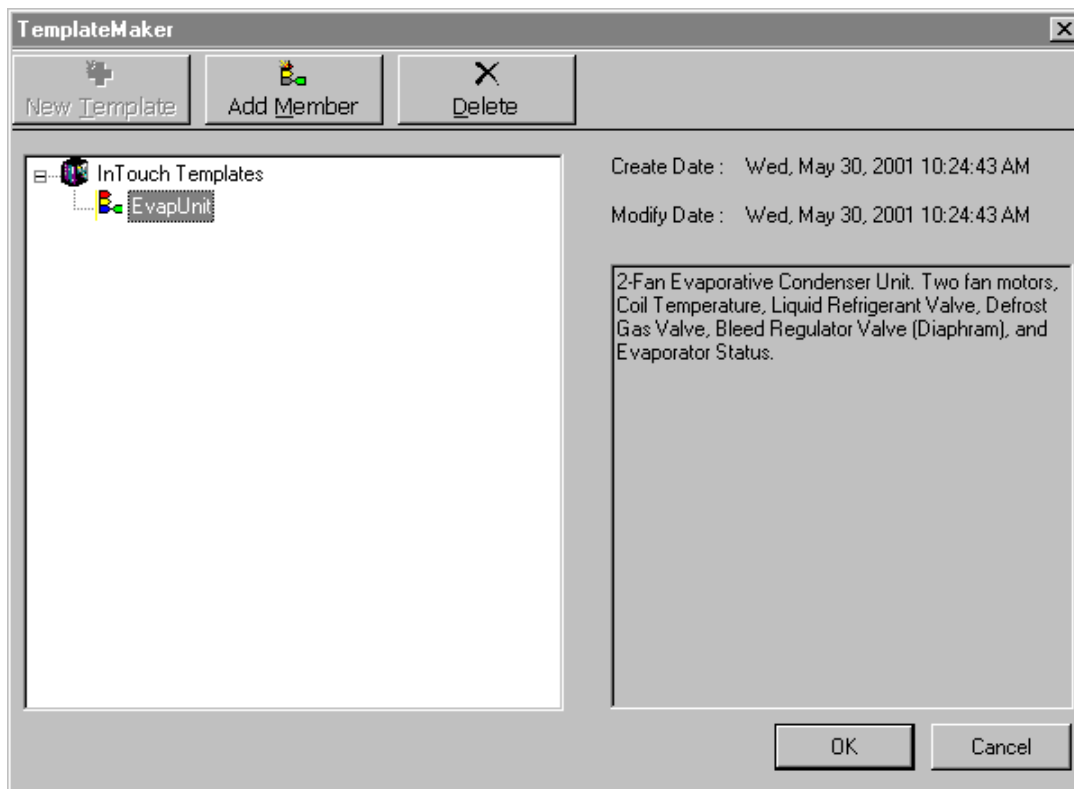 TemplateMaker
New Template
Add Member
Delete
InTouch Templates
EvapUnit
Create Date : Wed, May 30, 2001 10:24:43 AM
Modify Date : Wed, May 30, 2001 10:24:43 AM
2-Fan Evaporative Condenser Unit. Two fan motors,
Coil Temperature, Liquid Refrigerant Valve, Defrost
Gas Valve, Bleed Regulator Valve (Diaphram), and
Evaporator Status.
OK
Cancel